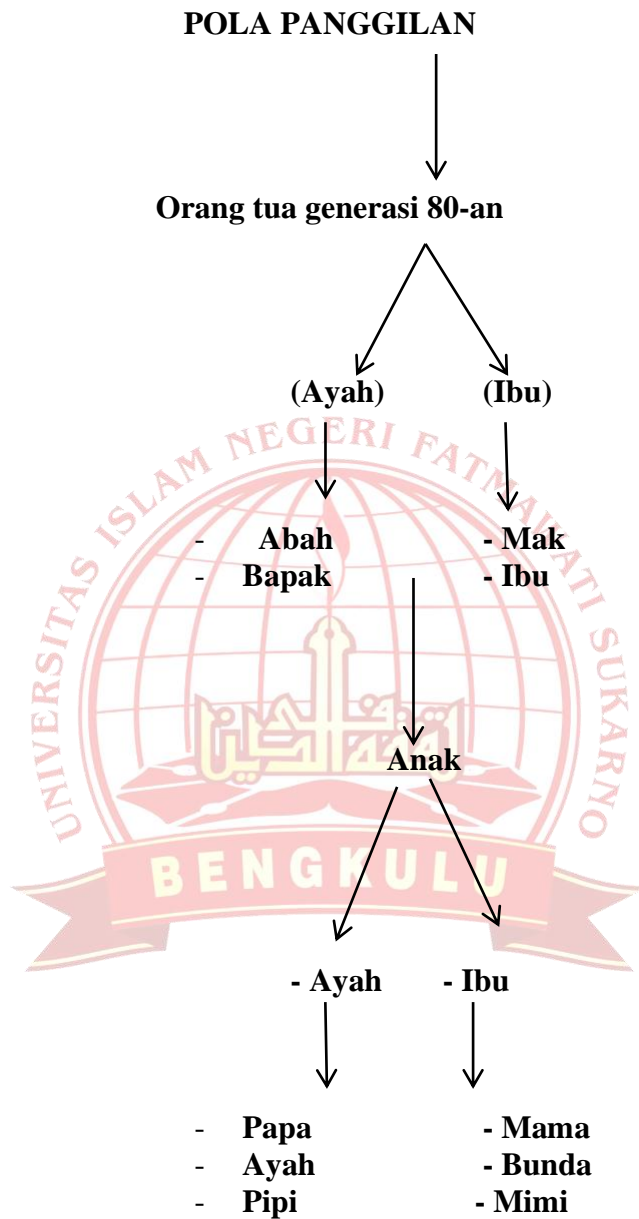 POLA PANGGILAN
Orang tua generasi 80-an
(Ayah) (Ibu)
- Abah - Mak
- Bapak - Ibu
Anak
- Ayah - Ibu
- Papa - Mama
- Ayah - Bunda
- Pipi - Mimi
UNIVERSITAS ISLAM NEGERI FATMAWATI SUKARNO
BENGKULU